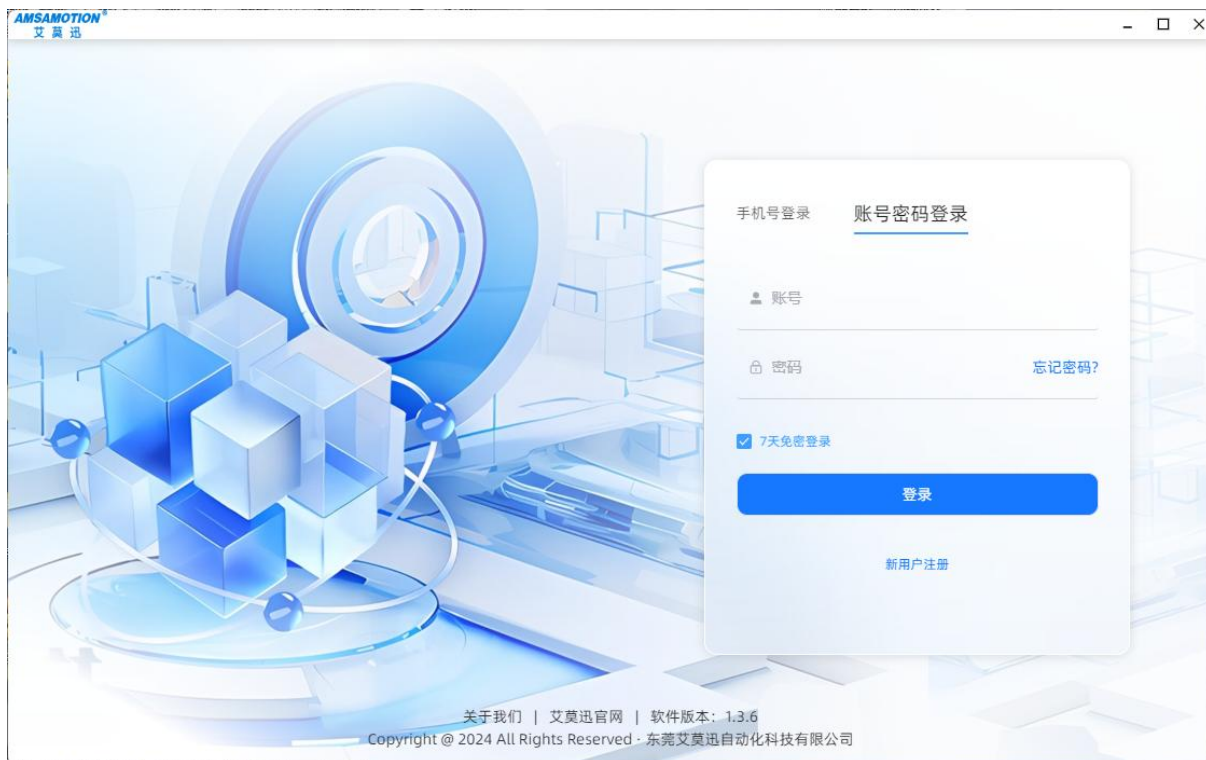 AMSAMOTION®
艾莫迅
手机号登录 账号密码登录
账号
密码 忘记密码?
7天免密登录
登录
新用户注册
关于我们 | 艾莫迅官网 | 软件版本：1.3.6
Copyright @ 2024 All Rights Reserved · 东莞艾莫迅自动化科技有限公司